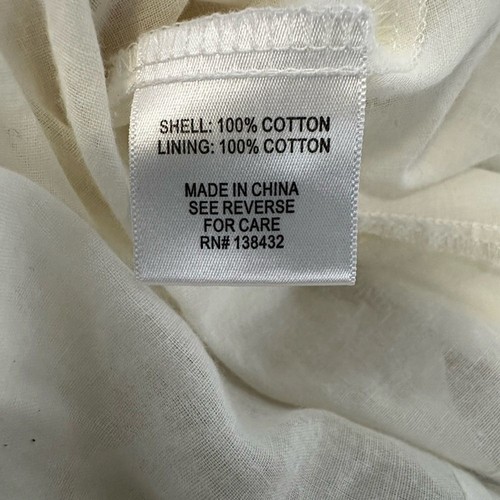 SHELL: 100% COTTON
LINING: 100% COTTON
MADE IN CHINA
SEE REVERSE
FOR CARE
RN# 138432